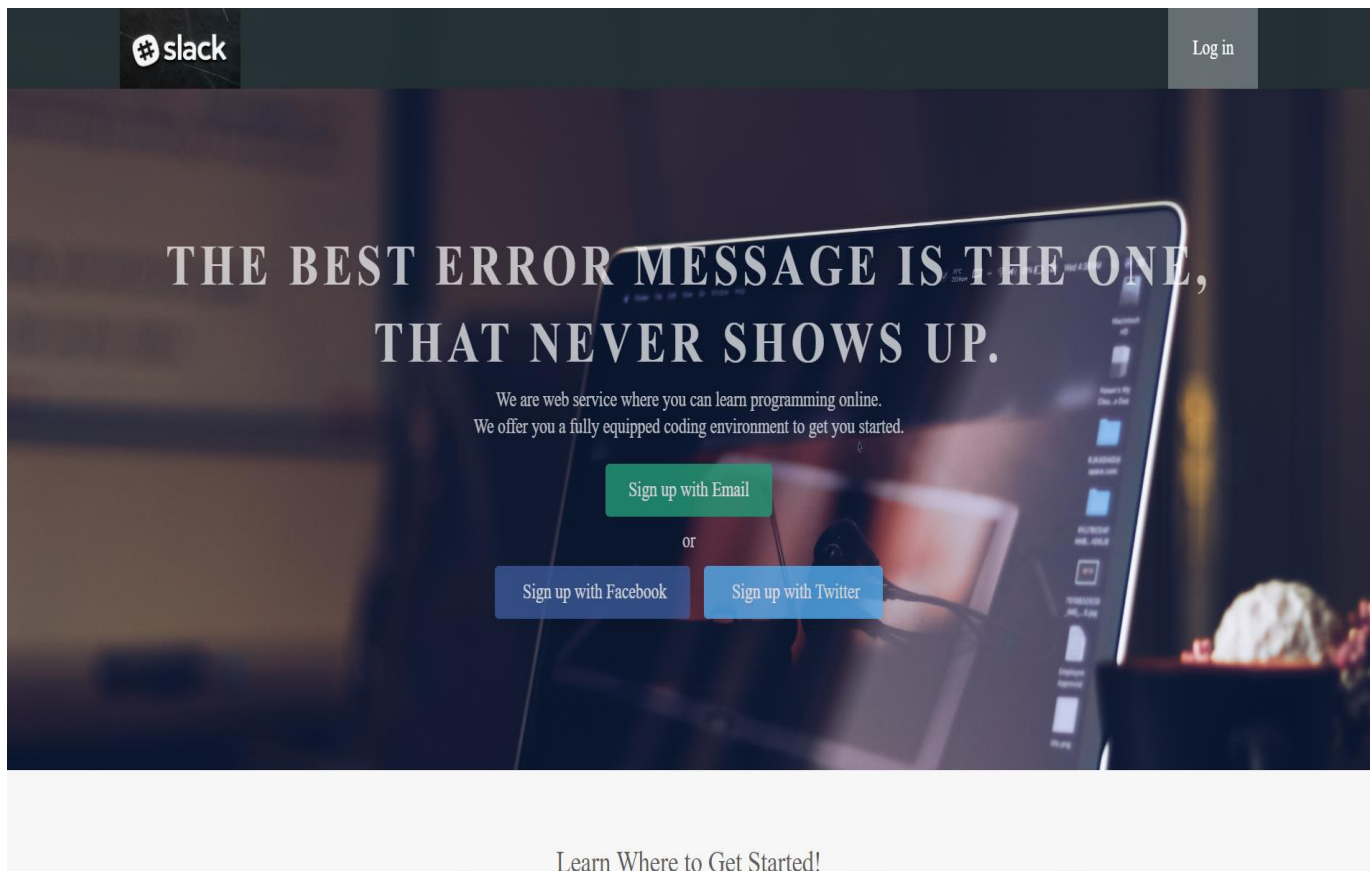 slack
Log in
THE BEST ERROR MESSAGE IS THE ONE,
THAT NEVER SHOWS UP.
We are web service where you can learn programming online.
We offer you a fully equipped coding environment to get you started.
Sign up with Email
or
Sign up with Facebook
Sign up with Twitter
Learn Where to Get Started!